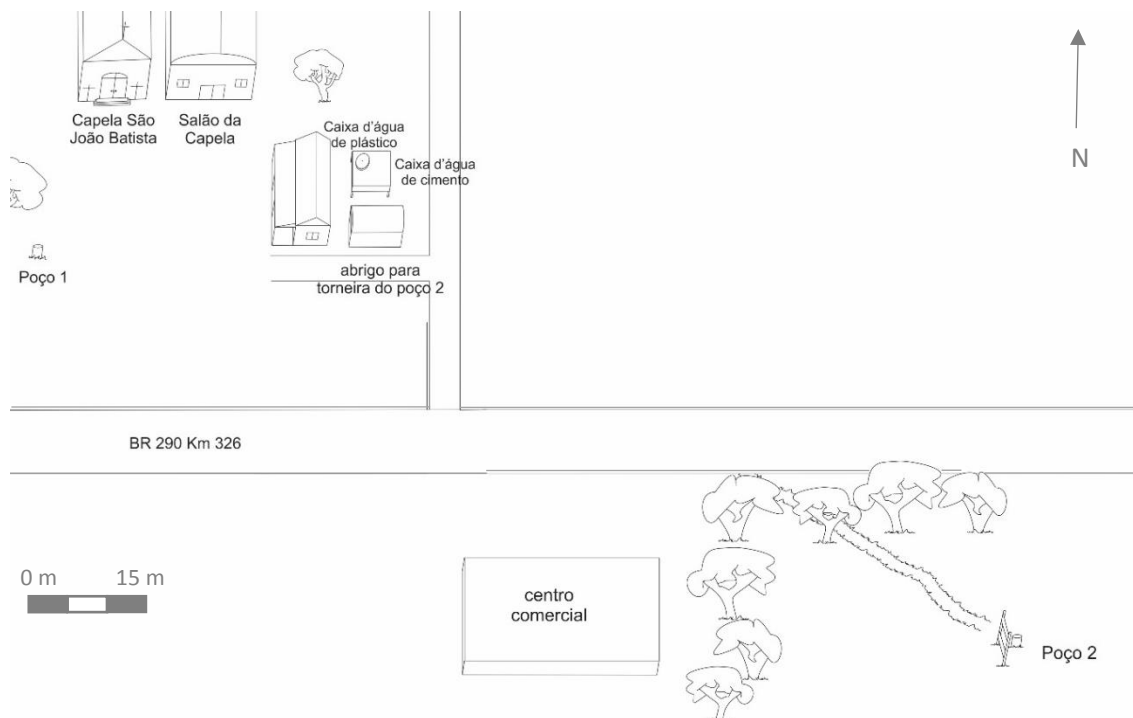 Capela São
João Batista
Salão da
Capela
Caixa d'água
de plástico
Caixa d'água
de cimento
N
Poço 1
abrigo para
torneira do poço 2
BR 290 Km 326
0 m 15 m
centro
comercial
Poço 2